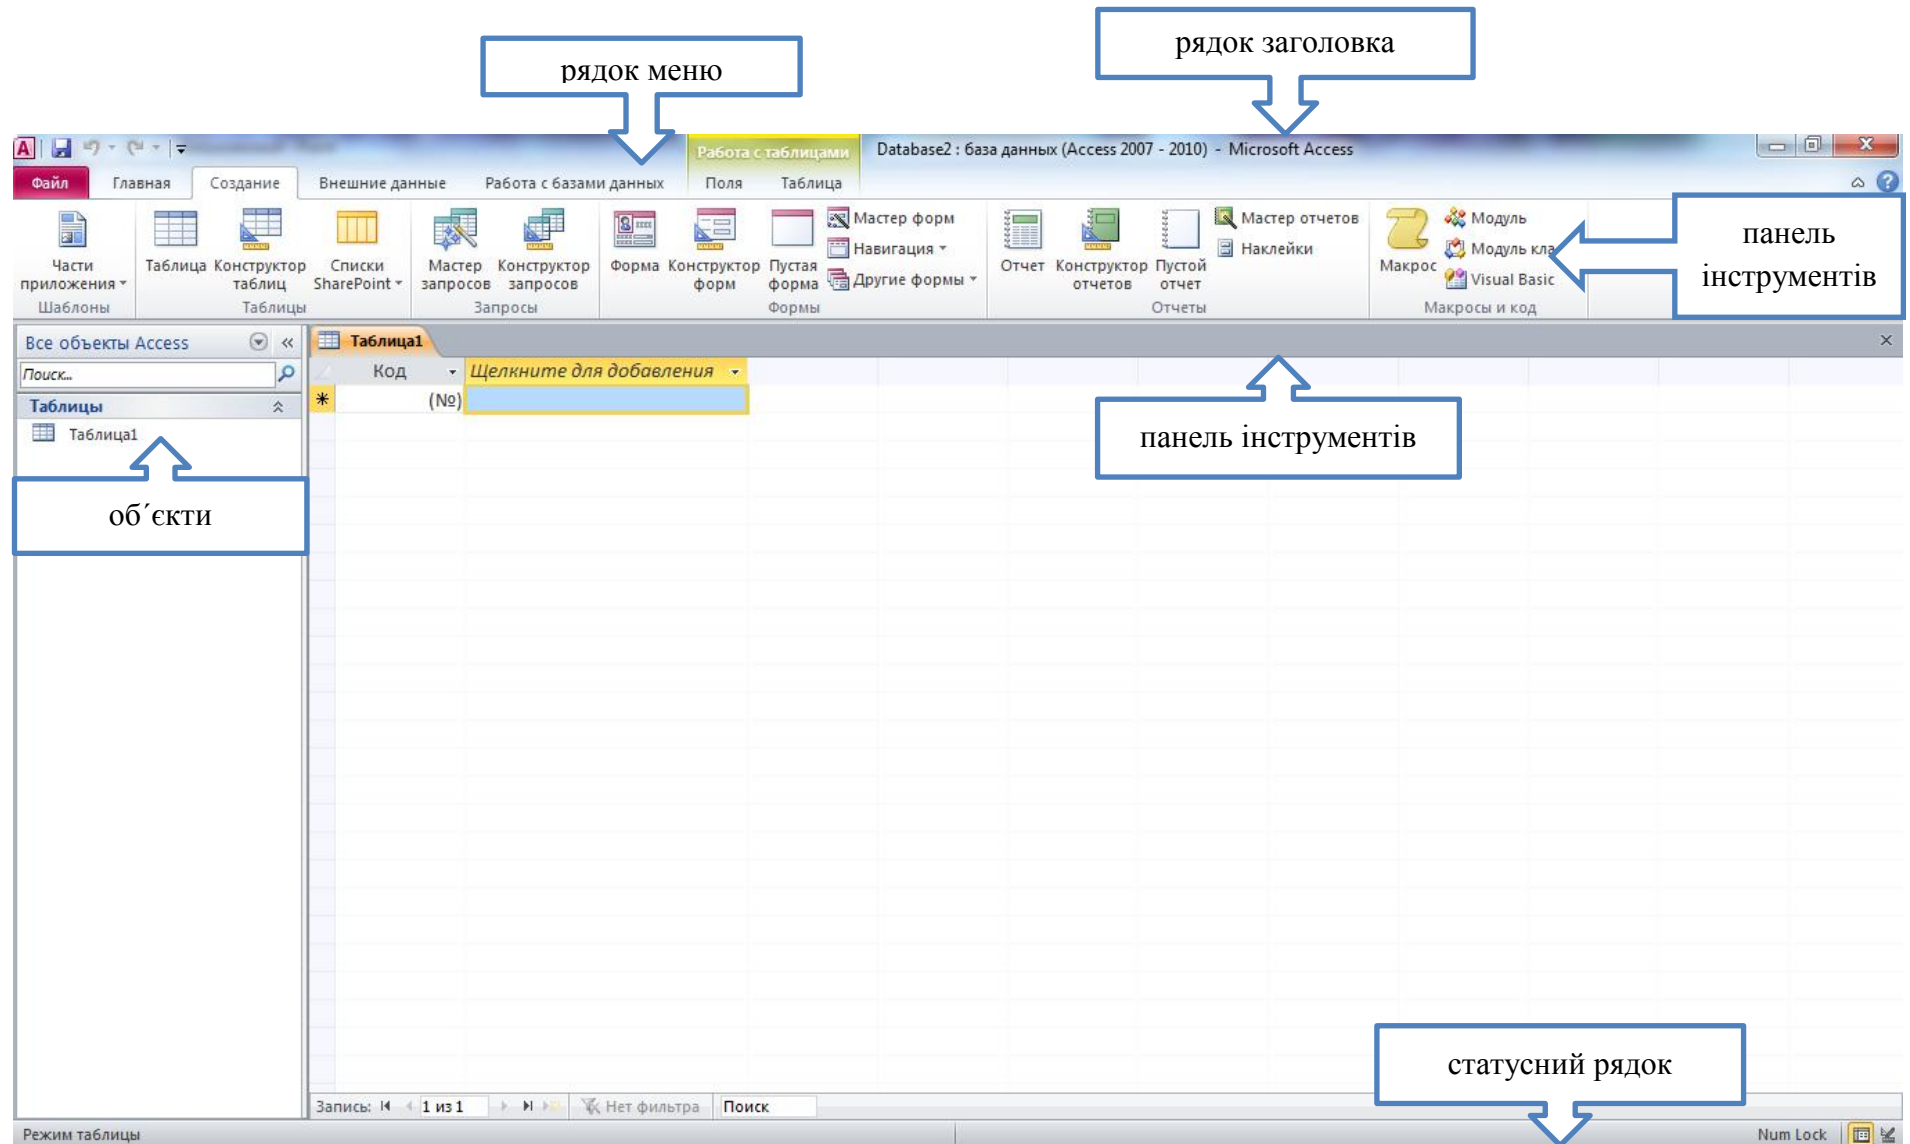 рядок меню
рядок заголовка
Работа с таблицами
Database2 : база данных (Access 2007 - 2010) - Microsoft Access
Файл Главная Создание Внешние данные Работа с базами данных Поля Таблица
Части приложения
Таблица
Конструктор таблиц
Списки SharePoint
Мастер запросов
Конструктор запросов
Форма
Конструктор форм
Пустая форма
Мастер форм
Навигация
Другие формы
Отчет
Конструктор отчетов
Пустой отчет
Мастер отчетов
Наклейки
Макрос
Модуль
Модуль кла
Visual Basic
панель
інструментів
Шаблоны Таблицы Запросы Формы Отчеты Макросы и код
Все объекты Access
Таблица1
Поиск...
Код Щелкните для добавления
Таблицы
(№)
Таблица1
панель інструментів
об´єкти
статусний рядок
Запись: 1 из 1 Нет фильтра Поиск
Режим таблицы Num Lock